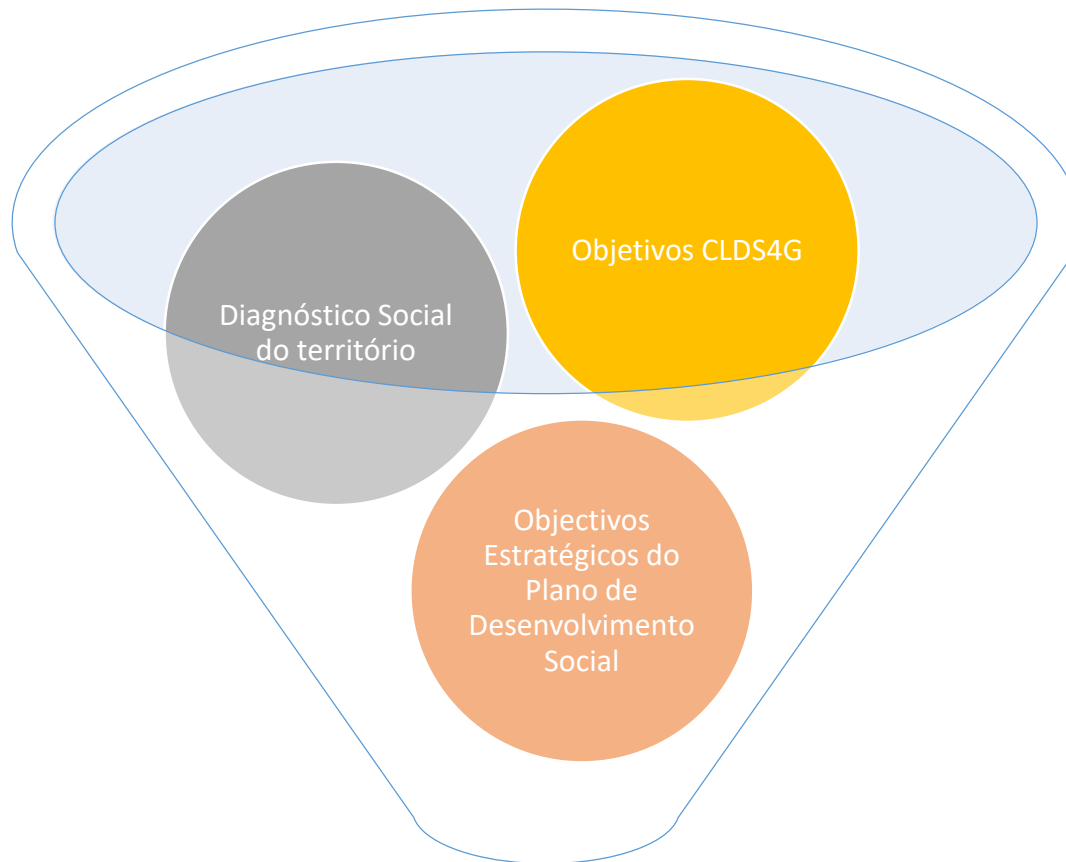 Objetivos CLDS4G
Diagnóstico Social
do território
Objectivos
Estratégicos do
Plano de
Desenvolvimento
Social